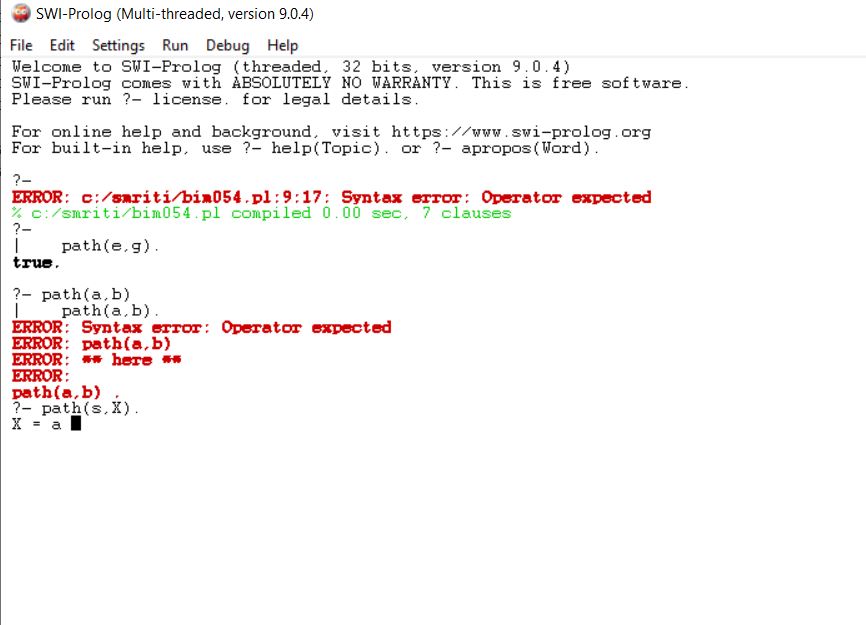 SWI-Prolog (Multi-threaded, version 9.0.4)
File Edit Settings Run Debug Help
Welcome to SWI-Prolog (threaded, 32 bits, version 9.0.4)
SWI-Prolog comes with ABSOLUTELY NO WARRANTY. This is free software.
Please run ?- license. for legal details.
For online help and background, visit https://www.swi-prolog.org
For built-in help, use ?- help(Topic). or ?- apropos(Word).
?-
ERROR: c:/smriti/bim054.pl:9:17: Syntax error: Operator expected
% c:/smriti/bim054.pl compiled 0.00 sec, 7 clauses
?-
|    path(e,g).
true.
?- path(a,b)
|    path(a,b).
ERROR: Syntax error: Operator expected
ERROR: path(a,b)
ERROR: ** here **
ERROR:
path(a,b) .
?- path(s,X).
X = a